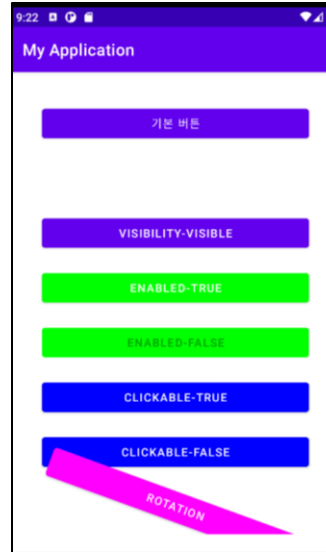 9:22
My Application
기본 버튼
VISIBILITY-VISIBLE
ENABLED-TRUE
ENABLED-FALSE
CLICKABLE-TRUE
CLICKABLE-FALSE
ROTATION